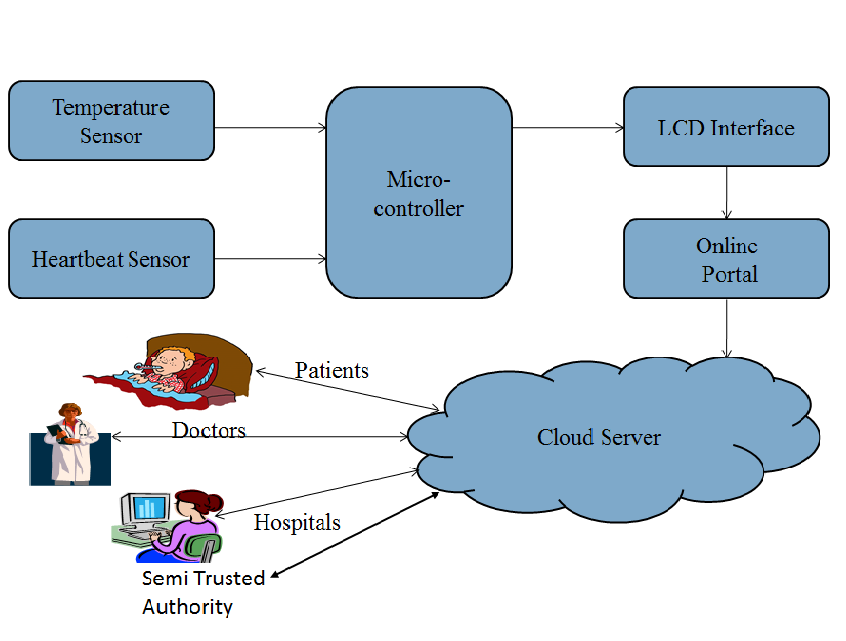 Temperature
Sensor
Micro-
controller
LCD Interface
Heartbeat Sensor
Online
Portal
Patients
Doctors
Cloud Server
Hospitals
Semi Trusted
Authority